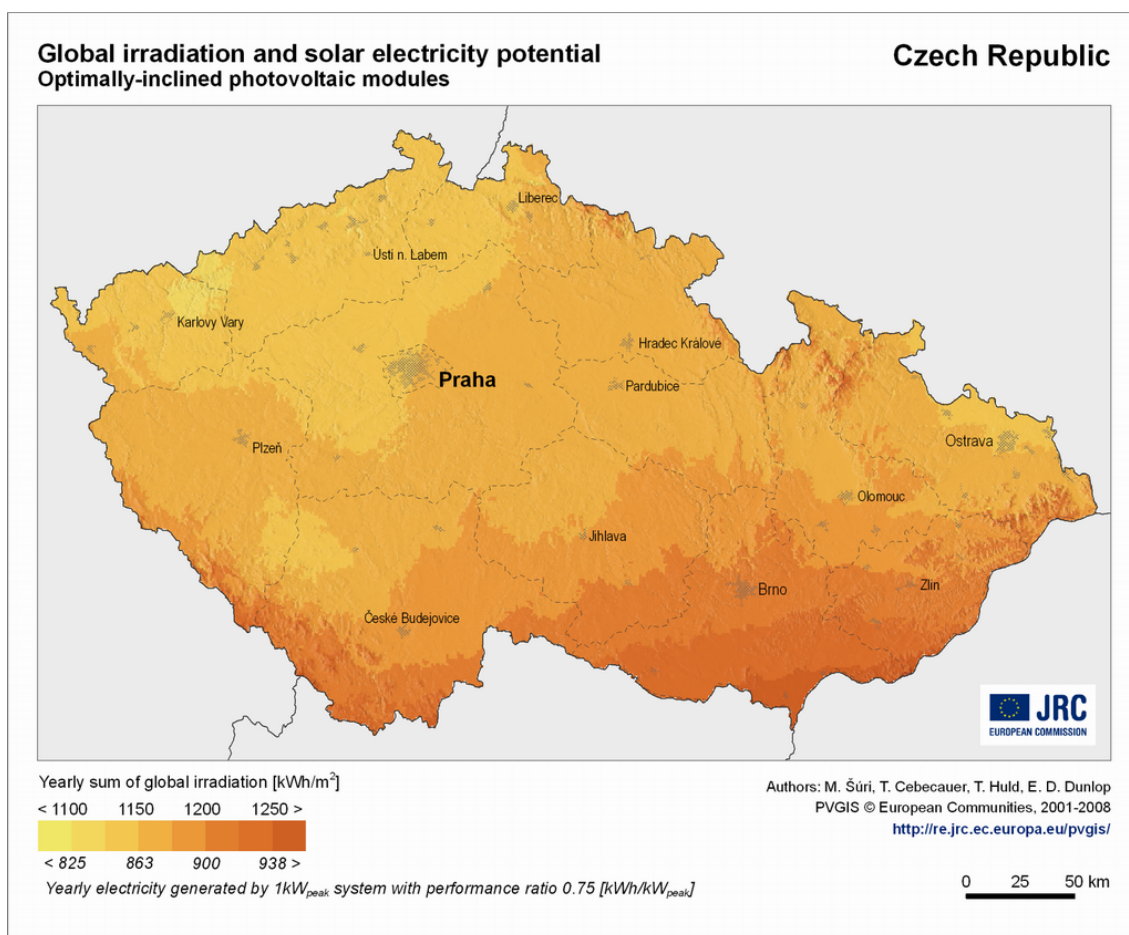 Global irradiation and solar electricity potential
Optimally-inclined photovoltaic modules
Czech Republic
Liberec
Ústí n. Labem
Karlovy Vary
Hradec Králové
Praha
Pardubice
Plzeň
Ostrava
Olomouc
Jihlava
Brno
Zlin
České Budejovice
JRC
EUROPEAN COMMISSION
Yearly sum of global irradiation [kWh/m²]
< 1100 1150 1200 1250 >
< 825 863 900 938 >
Yearly electricity generated by 1kWpeak system with performance ratio 0.75 [kWh/kWpeak]
Authors: M. Šúri, T. Cebecauer, T. Huld, E. D. Dunlop
PVGIS © European Communities, 2001-2008
http://re.jrc.ec.europa.eu/pvgis/
0 25 50 km